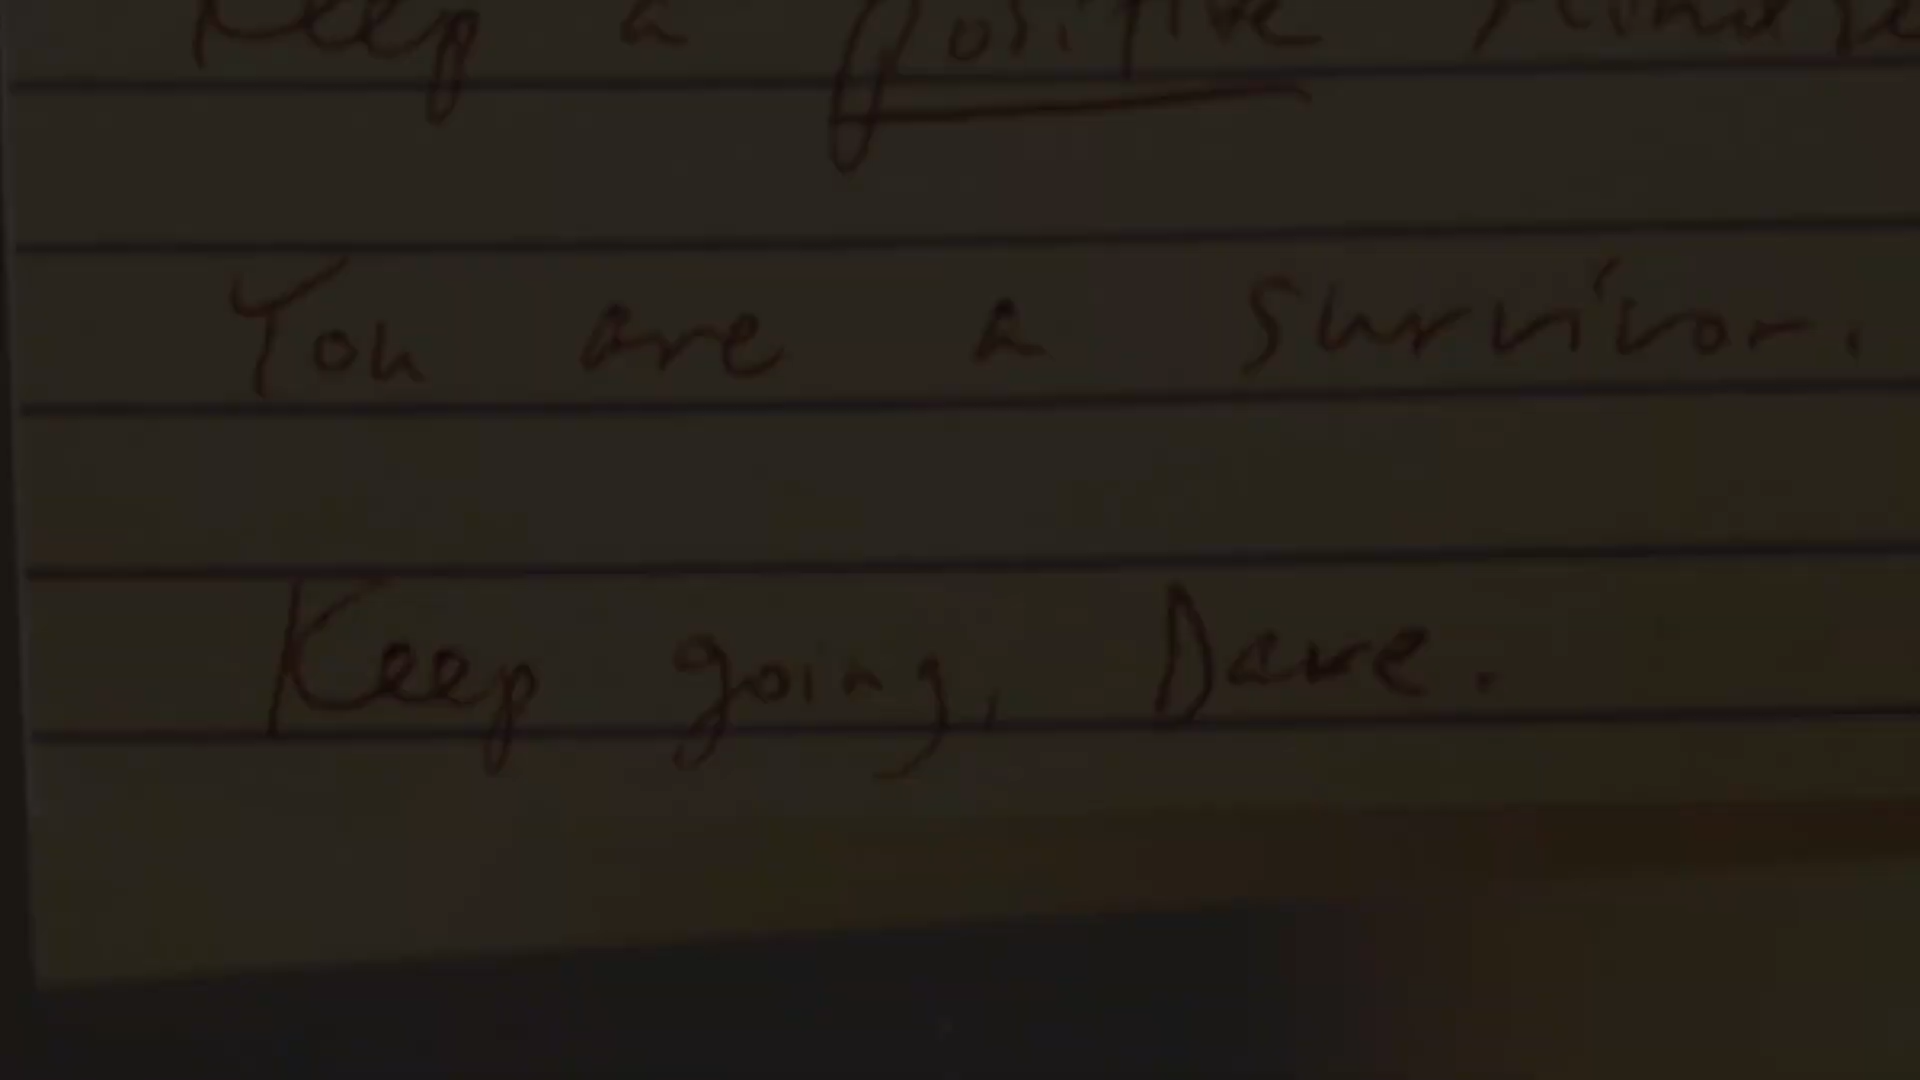 Keep a positive
You are a survivor.
Keep going, Dave.